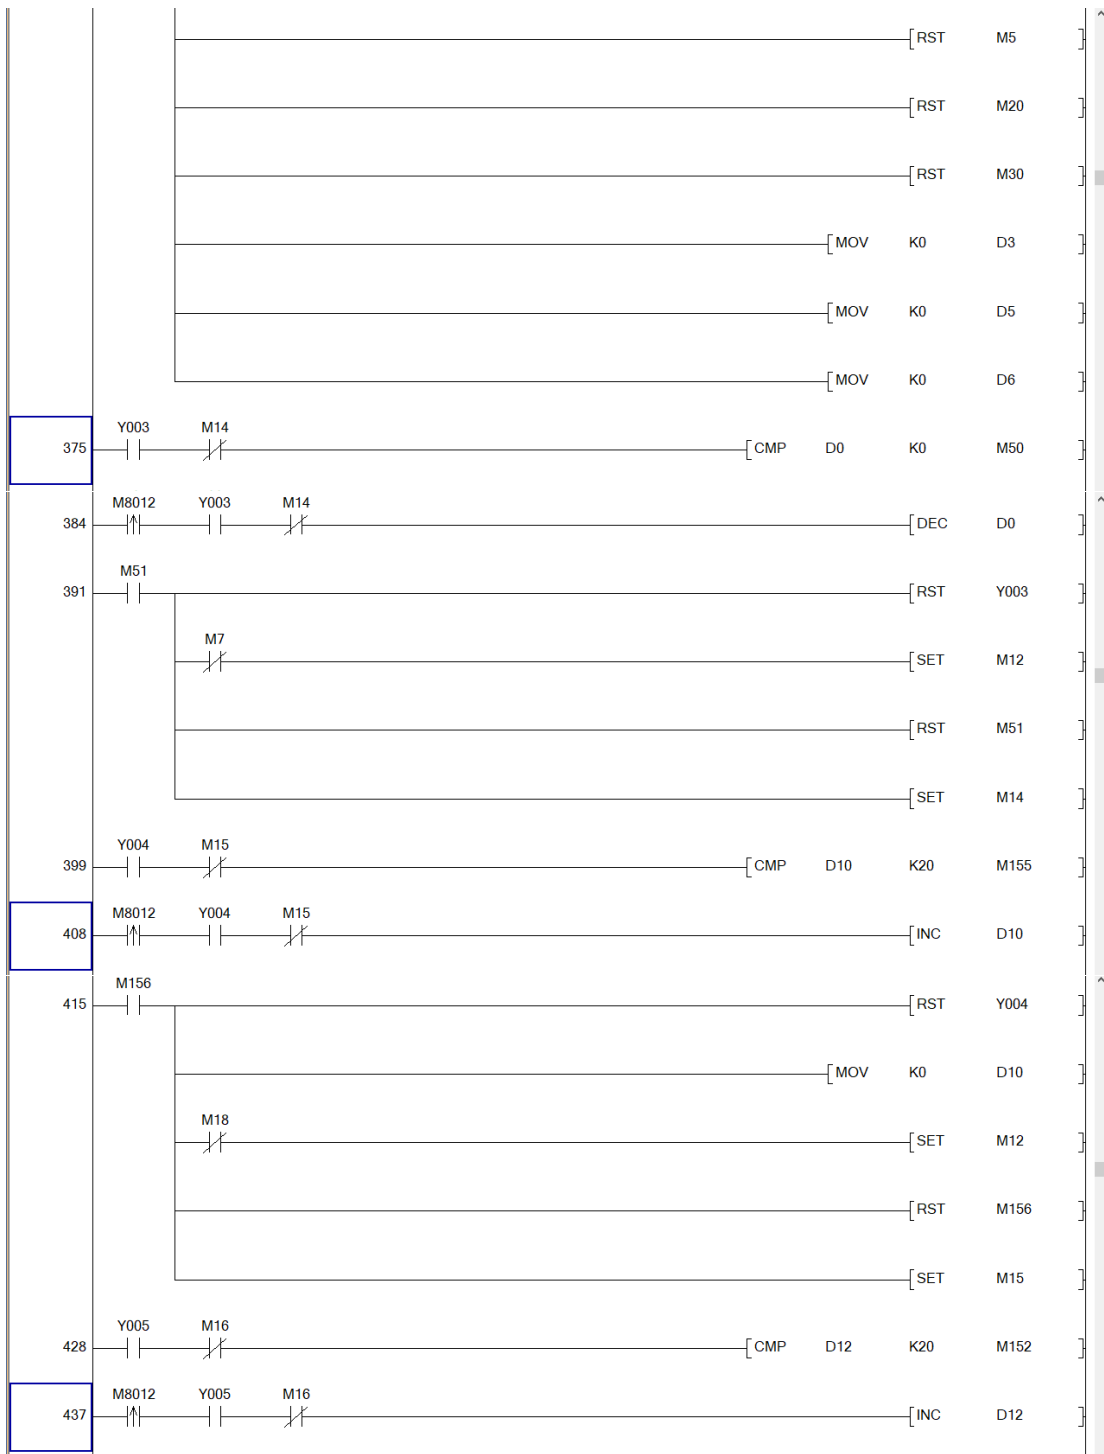 RST M5
RST M20
RST M30
MOV K0 D3
MOV K0 D5
MOV K0 D6
Y003 M14
375 CMP D0 K0 M50
M8012 Y003 M14
384 DEC D0
M51
391 RST Y003
M7
SET M12
RST M51
SET M14
Y004 M15
399 CMP D10 K20 M155
M8012 Y004 M15
408 INC D10
M156
415 RST Y004
MOV K0 D10
M18
SET M12
RST M156
SET M15
Y005 M16
428 CMP D12 K20 M152
M8012 Y005 M16
437 INC D12